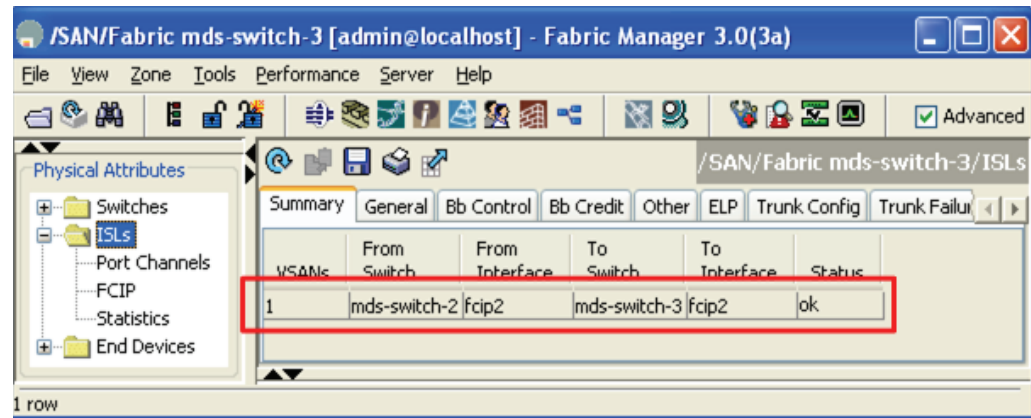 /SAN/Fabric mds-switch-3 [admin@localhost] - Fabric Manager 3.0(3a)
File View Zone Tools Performance Server Help
Advanced
/SAN/Fabric mds-switch-3/ISLs
Physical Attributes
Switches
ISLs
Port Channels
FCIP
Statistics
End Devices
Summary General Bb Control Bb Credit Other ELP Trunk Config Trunk Failur
VSANs From Switch From Interface To Switch To Interface Status
1 mds-switch-2 fcip2 mds-switch-3 fcip2 ok
1 row